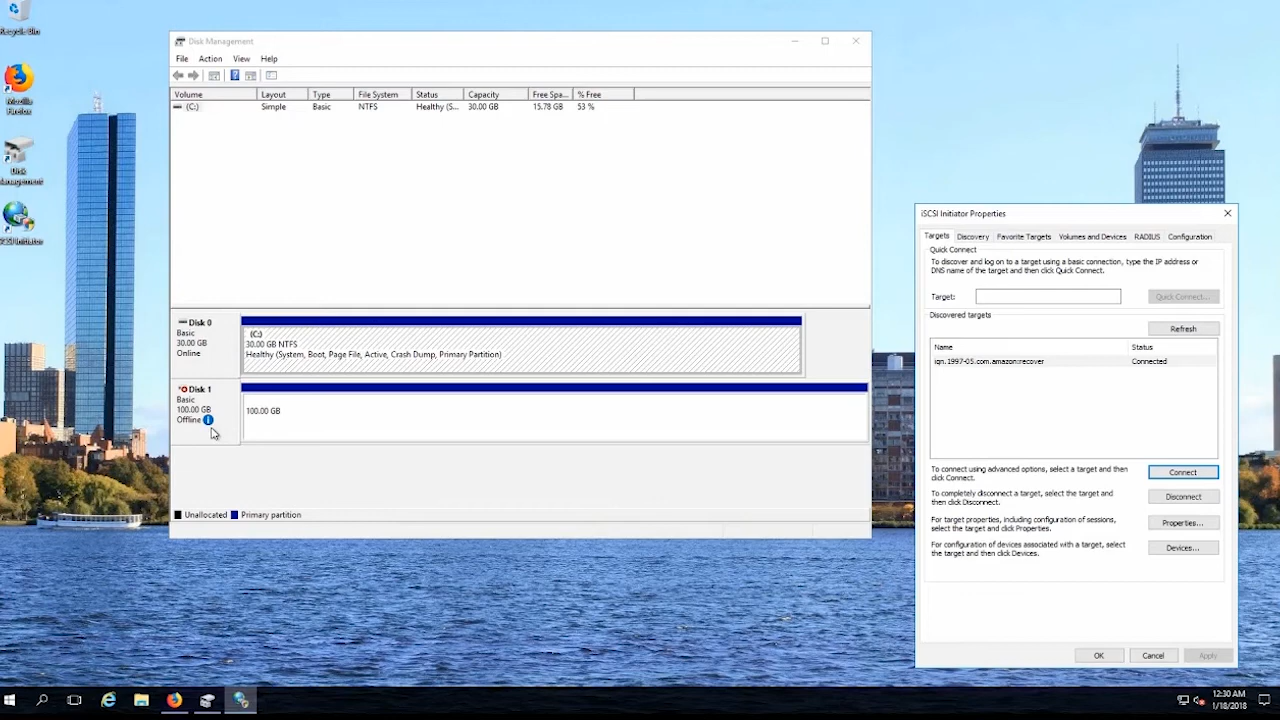 Recycle Bin
Mozilla
Firefox
Disk
Management
iSCSI Initiator
Disk Management
File Action View Help
Volume Layout Type File System Status Capacity Free Spa... % Free
(C:) Simple Basic NTFS Healthy (S... 30.00 GB 15.78 GB 53 %
Disk 0
Basic
30.00 GB
Online
(C:)
30.00 GB NTFS
Healthy (System, Boot, Page File, Active, Crash Dump, Primary Partition)
Disk 1
Basic
100.00 GB
Offline
100.00 GB
Unallocated Primary partition
iSCSI Initiator Properties
Targets Discovery Favorite Targets Volumes and Devices RADIUS Configuration
Quick Connect
To discover and log on to a target using a basic connection, type the IP address or
DNS name of the target and then click Quick Connect.
Target: Quick Connect...
Discovered targets
Refresh
Name Status
iqn.1997-05.com.amazon:recover Connected
To connect using advanced options, select a target and then
click Connect.
Connect
To completely disconnect a target, select the target and
then click Disconnect.
Disconnect
For target properties, including configuration of sessions,
select the target and click Properties.
Properties...
For configuration of devices associated with a target, select
the target and then click Devices.
Devices...
OK Cancel Apply
12:30 AM
1/18/2018